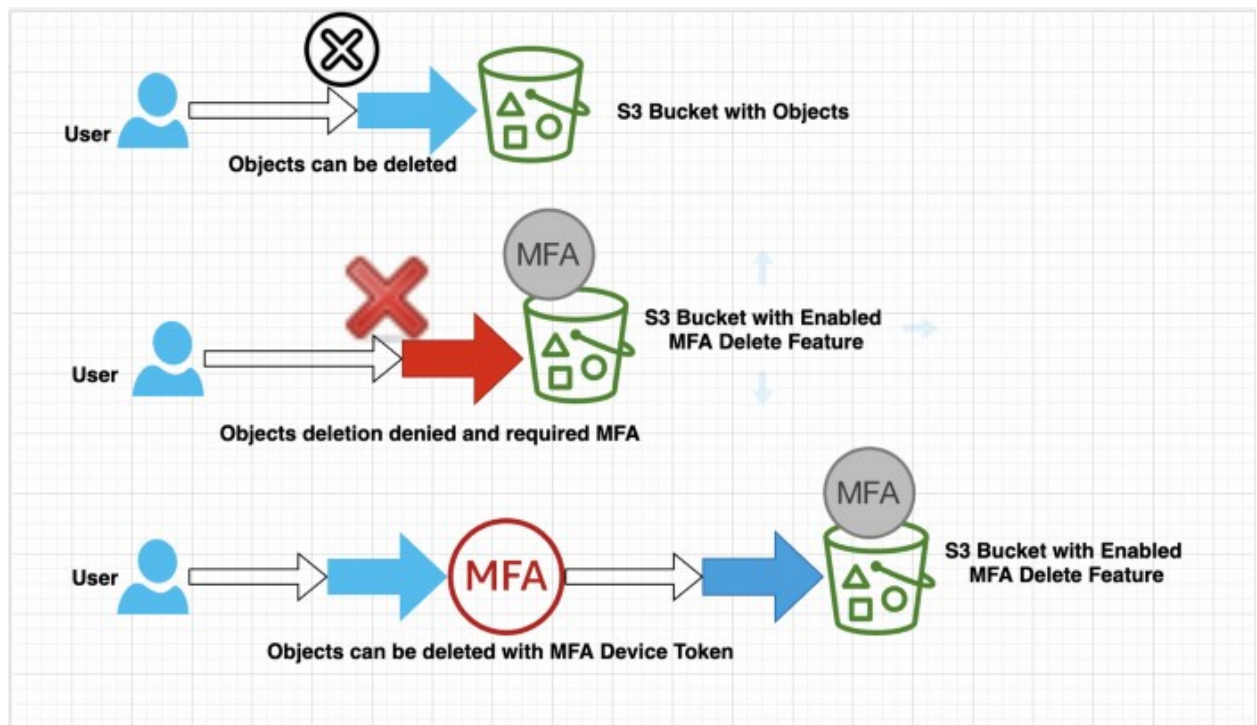 User
S3 Bucket with Objects
Objects can be deleted
MFA
User
S3 Bucket with Enabled
MFA Delete Feature
Objects deletion denied and required MFA
MFA
User
MFA
S3 Bucket with Enabled
MFA Delete Feature
Objects can be deleted with MFA Device Token